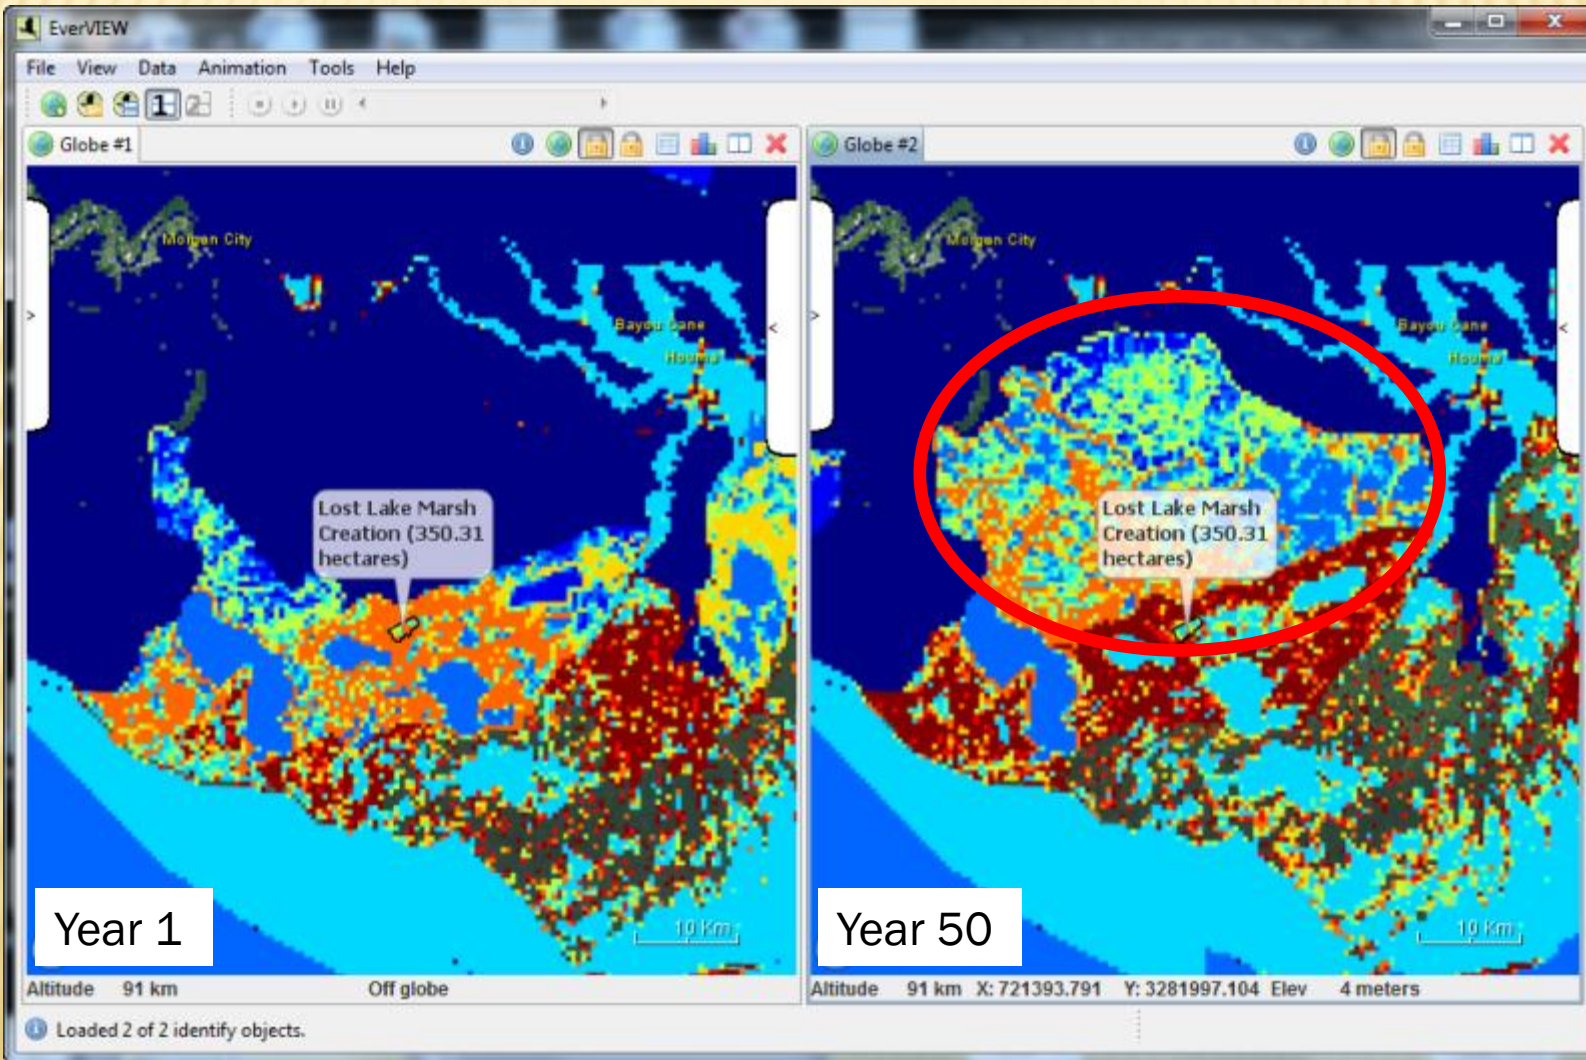 EverVIEW
File View Data Animation Tools Help
1 2
Globe #1
Morgan City
Bayou Cane
Houma
Lost Lake Marsh
Creation (350.31
hectares)
Year 1
10 Km
Altitude 91 km Off globe
Globe #2
Morgan City
Bayou Cane
Houma
Lost Lake Marsh
Creation (350.31
hectares)
Year 50
10 Km
Altitude 91 km X: 721393.791 Y: 3281997.104 Elev 4 meters
Loaded 2 of 2 identify objects.